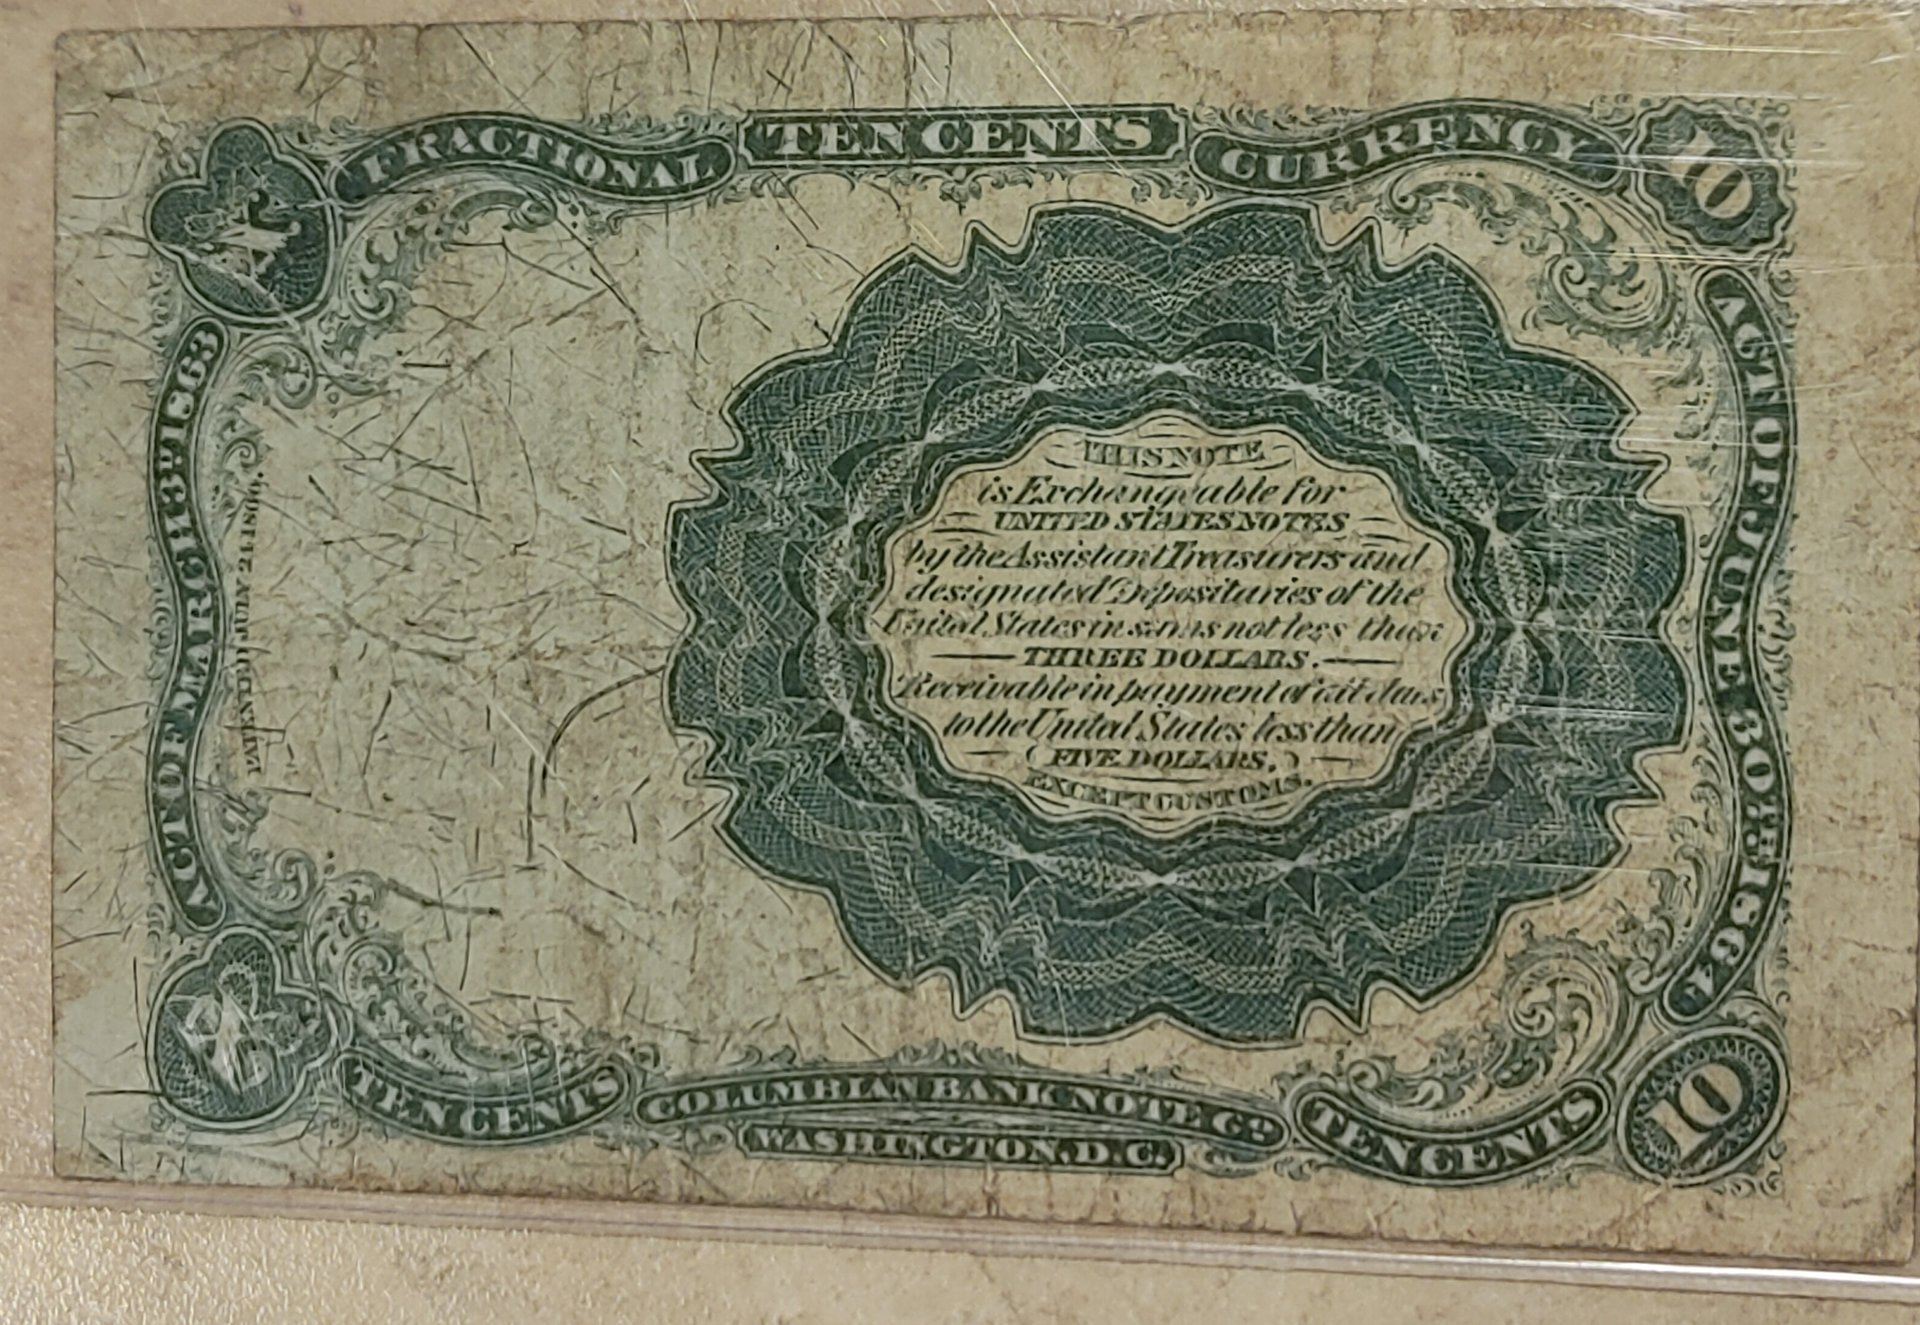 FRACTIONAL TEN CENTS CURRENCY
10
ACT OF MARCH 3RD 1863
PATENTED JULY 24 1866.
ACT OF JUNE 30TH 1864
THIS NOTE
is Exchangeable for
UNITED STATES NOTES
by the Assistant Treasurers and
designated Depositaries of the
United States in sums not less than
THREE DOLLARS.
Receivable in payment of all dues
to the United States less than
FIVE DOLLARS,
EXCEPT CUSTOMS.
X
TEN CENTS
COLUMBIAN BANK NOTE CO.
WASHINGTON. D.C.
TEN CENTS
10